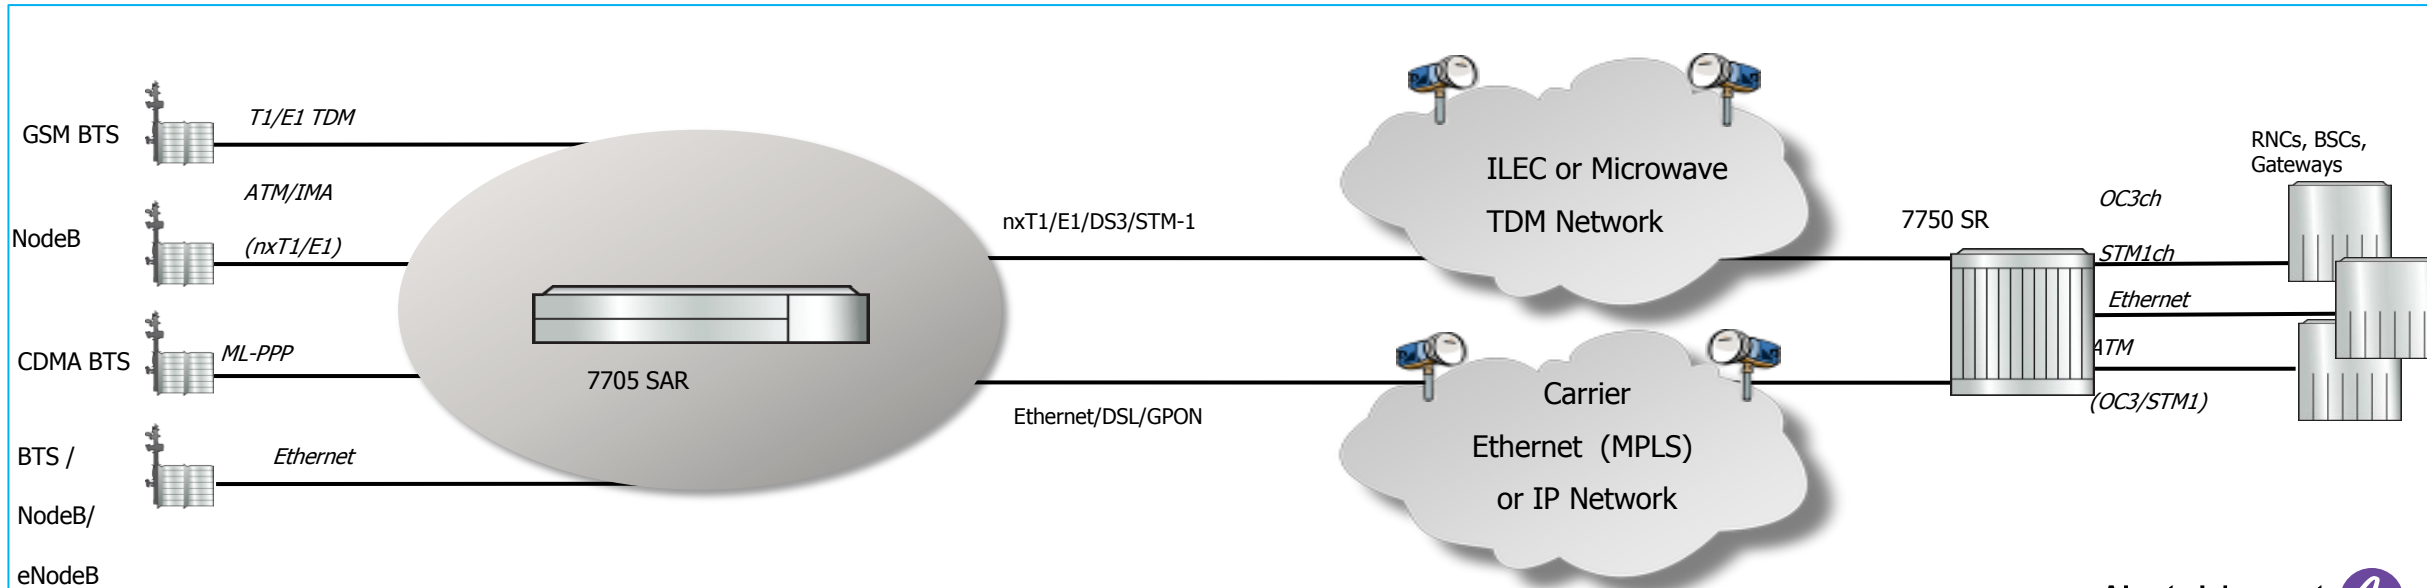 GSM BTS
T1/E1 TDM
NodeB
ATM/IMA
(nxT1/E1)
CDMA BTS
ML-PPP
BTS /
NodeB/
eNodeB
Ethernet
7705 SAR
nxT1/E1/DS3/STM-1
Ethernet/DSL/GPON
ILEC or Microwave
TDM Network
Carrier
Ethernet (MPLS)
or IP Network
7750 SR
OC3ch
STM1ch
Ethernet
ATM
(OC3/STM1)
RNCs, BSCs,
Gateways